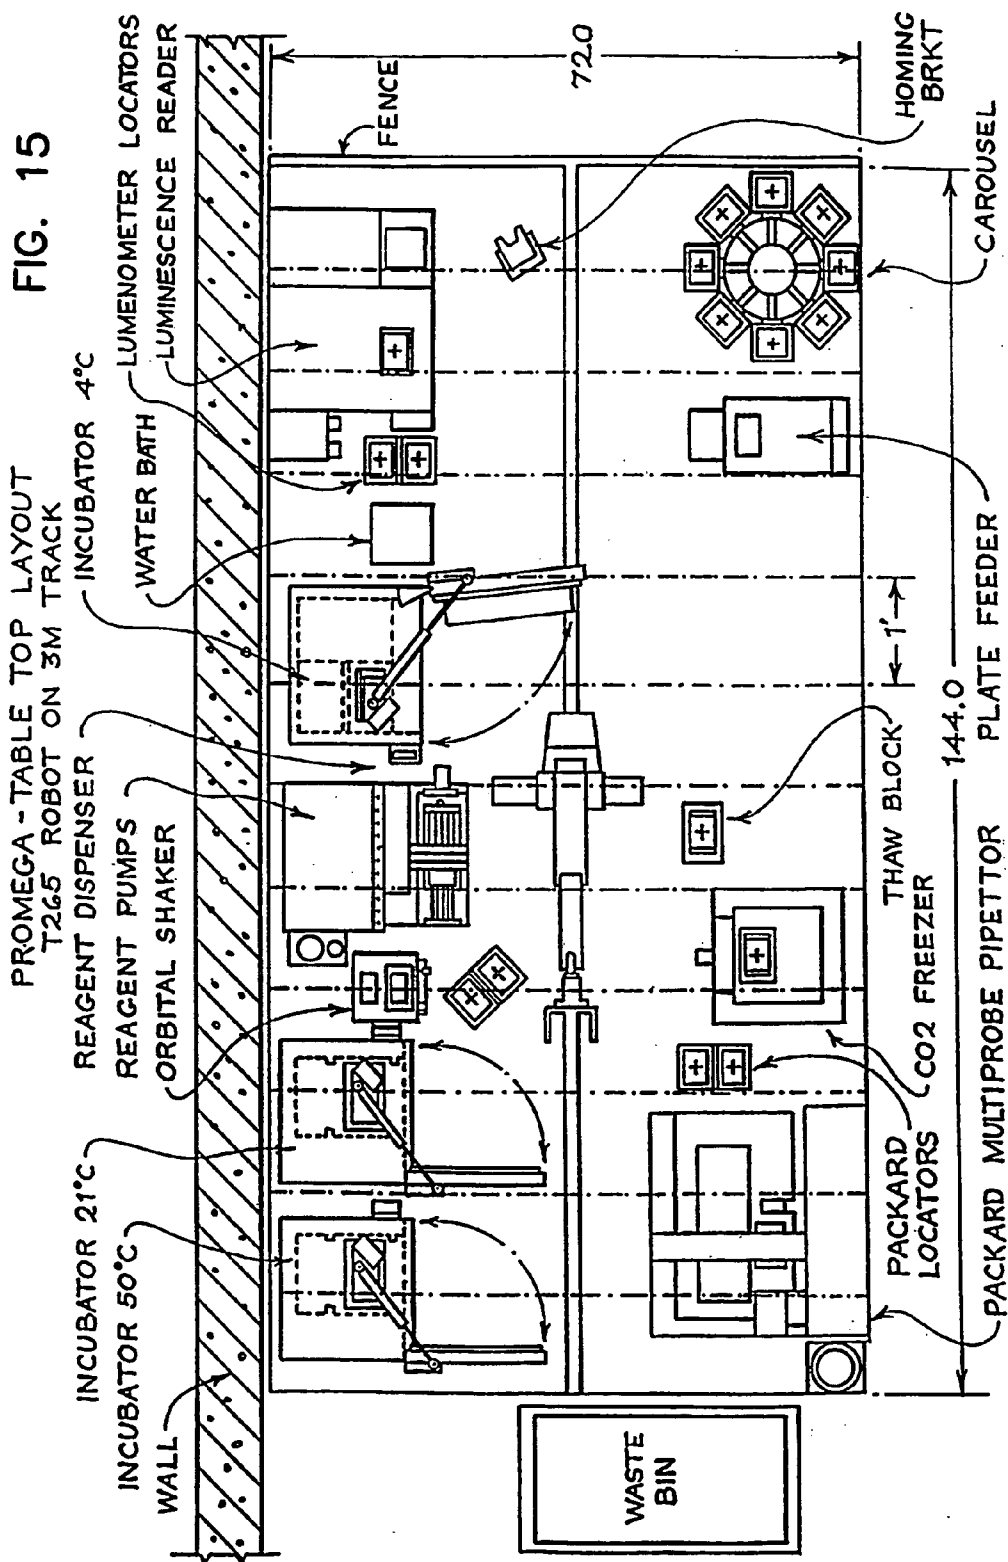 FIG. 15
PROMEGA-TABLE TOP LAYOUT
T265 ROBOT ON 3M TRACK
WALL
INCUBATOR 50°C
INCUBATOR 21°C
ORBITAL SHAKER
REAGENT PUMPS
REAGENT DISPENSER
INCUBATOR 4°C
WATER BATH
LUMENOMETER LOCATORS
LUMINESCENCE READER
FENCE
72.0
HOMING
BRKT
CAROUSEL
PLATE FEEDER
1'
144.0
THAW BLOCK
CO2 FREEZER
PACKARD
LOCATORS
PACKARD MULTIPROBE PIPETTOR
WASTE
BIN